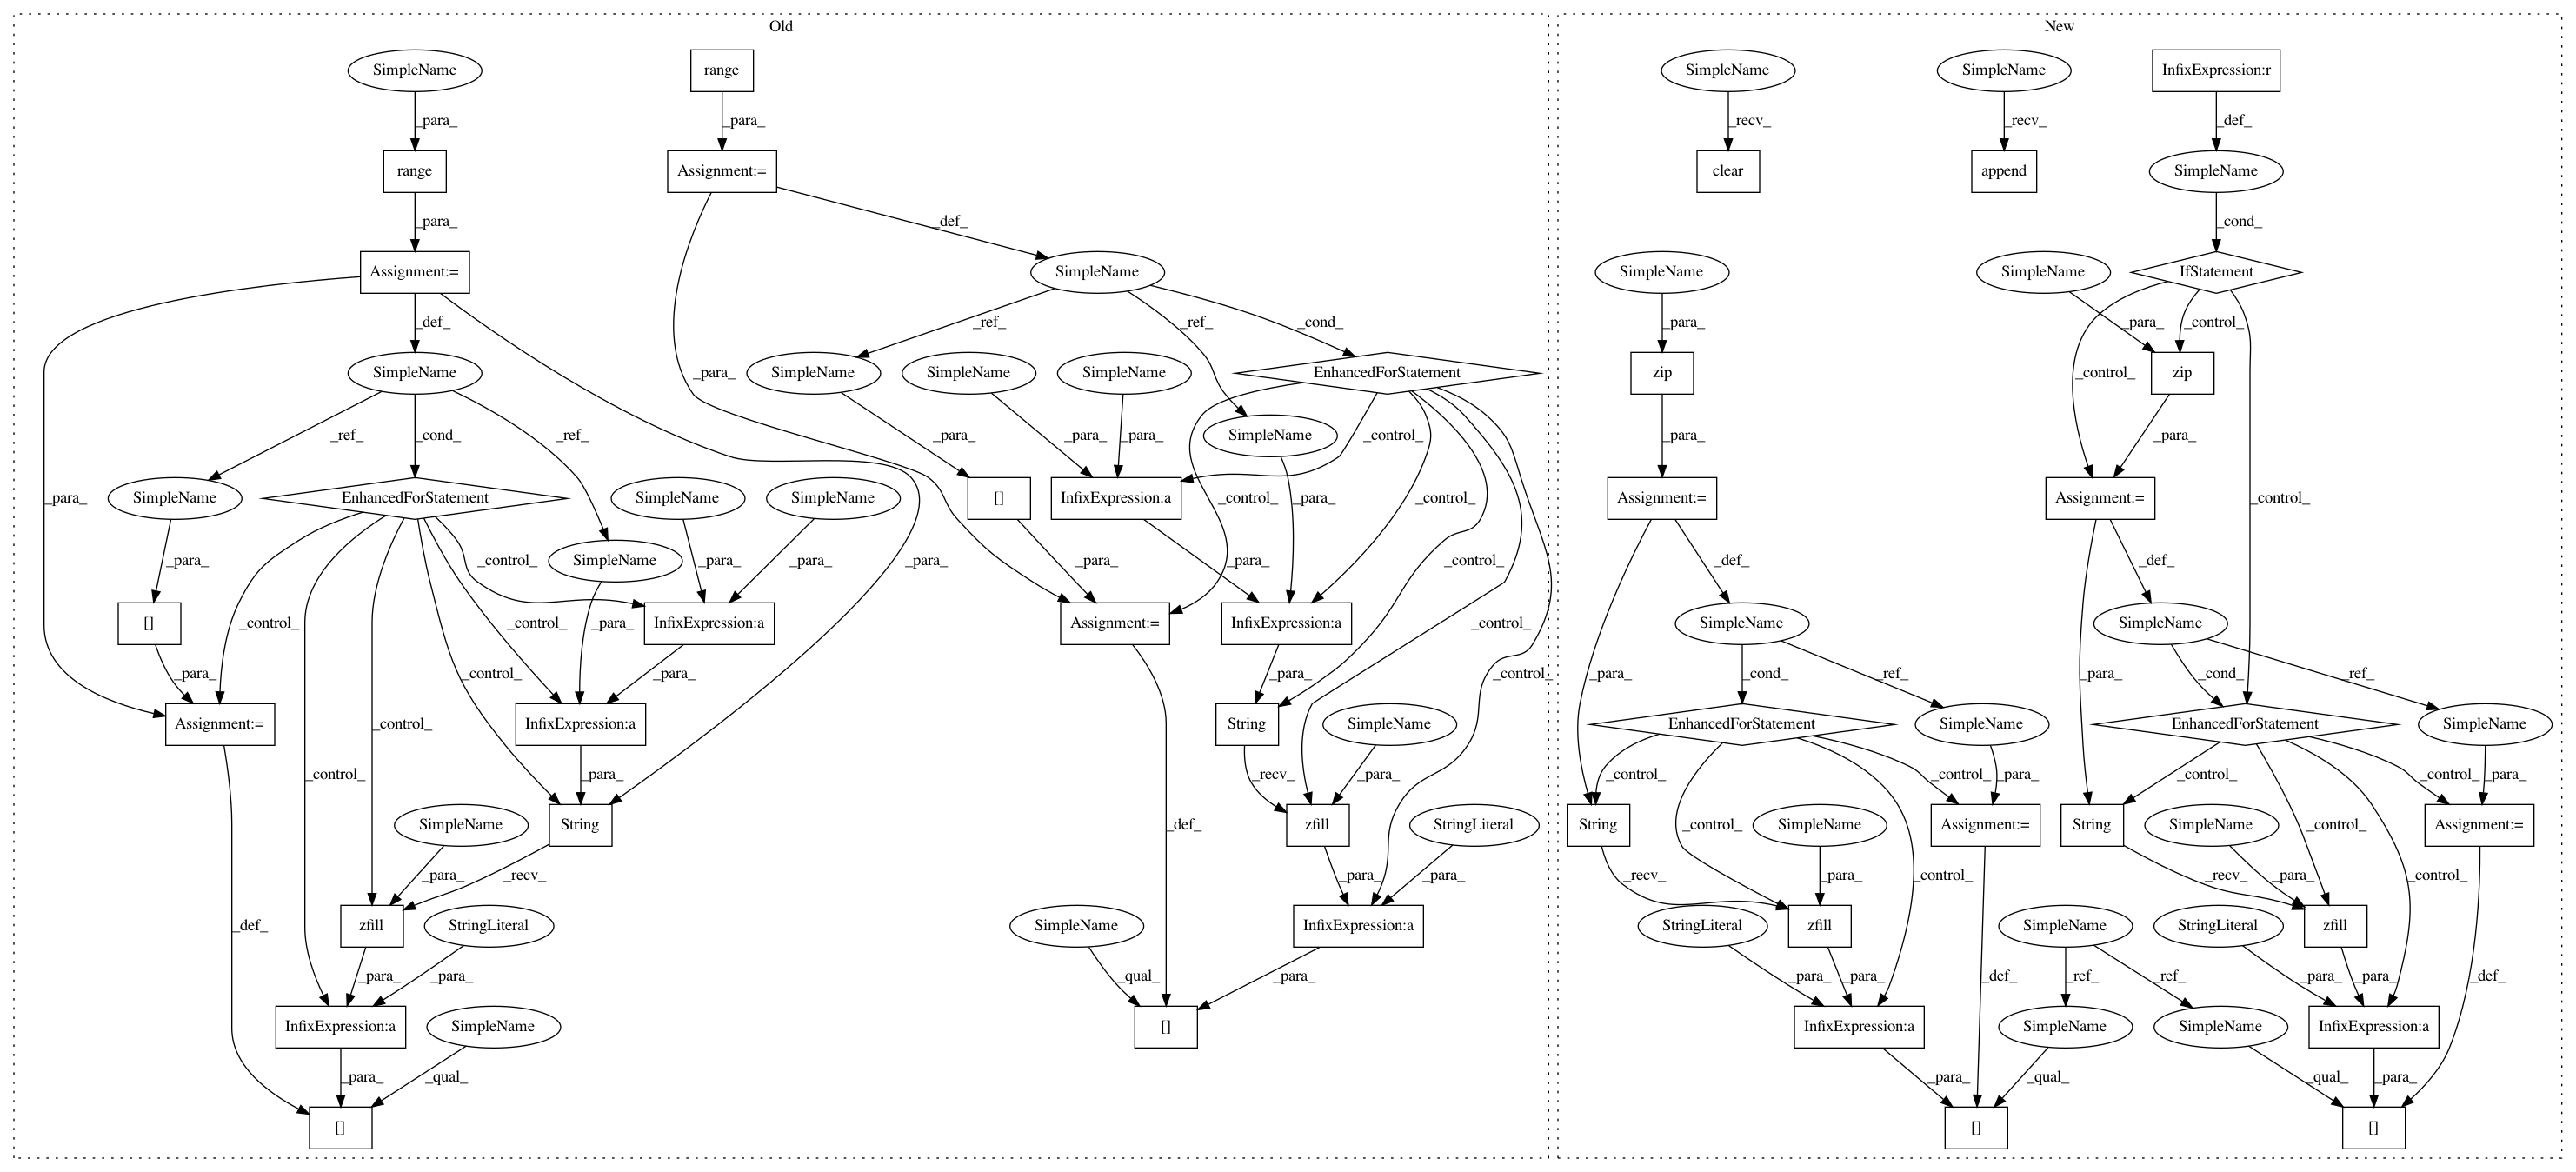 Old
New
SimpleName
range
SimpleName
SimpleName
InfixExpression:r
_para_
_para_
_recv_
_recv_
_def_
range
Assignment:=
clear
append
SimpleName
_para_
_def_
_cond_
Assignment:=
SimpleName
SimpleName
SimpleName
IfStatement
_def_
_ref_
_ref_
_cond_
_para_
_para_
_control_
SimpleName
_para_
SimpleName
SimpleName
SimpleName
EnhancedForStatement
zip
_control_
zip
_ref_
_cond_
_ref_
_para_
_para_
_para_
SimpleName
_control_
_para_
_para_
_para_
SimpleName
EnhancedForStatement
SimpleName
SimpleName
[]
InfixExpression:a
_para_
_control_
_control_
Assignment:=
Assignment:=
_control_
_para_
_control_
SimpleName
_para_
_para_
_para_
_para_
_para_
_control_
_def_
_def_
[]
_control_
_control_
_para_
InfixExpression:a
Assignment:=
InfixExpression:a
_control_
SimpleName
SimpleName
_para_
_control_
_para_
_para_
_control_
_para_
_cond_
_ref_
_para_
_cond_
_ref_
Assignment:=
_control_
InfixExpression:a
String
SimpleName
EnhancedForStatement
SimpleName
EnhancedForStatement
SimpleName
_control_
_para_
_recv_
_para_
_control_
_control_
_para_
_control_
_control_
_para_
SimpleName
String
_def_
zfill
StringLiteral
String
_control_
SimpleName
Assignment:=
String
SimpleName
_control_
Assignment:=
_para_
_recv_
_para_
_para_
_recv_
_para_
_control_
_recv_
_para_
_control_
_def_
zfill
StringLiteral
SimpleName
InfixExpression:a
StringLiteral
zfill
SimpleName
StringLiteral
zfill
_para_
_para_
_qual_
_para_
_para_
_para_
_def_
_ref_
_ref_
_para_
_para_
_def_
InfixExpression:a
SimpleName
[]
InfixExpression:a
SimpleName
SimpleName
InfixExpression:a
_para_
_qual_
_para_
_qual_
_qual_
_para_
[]
[]
[]